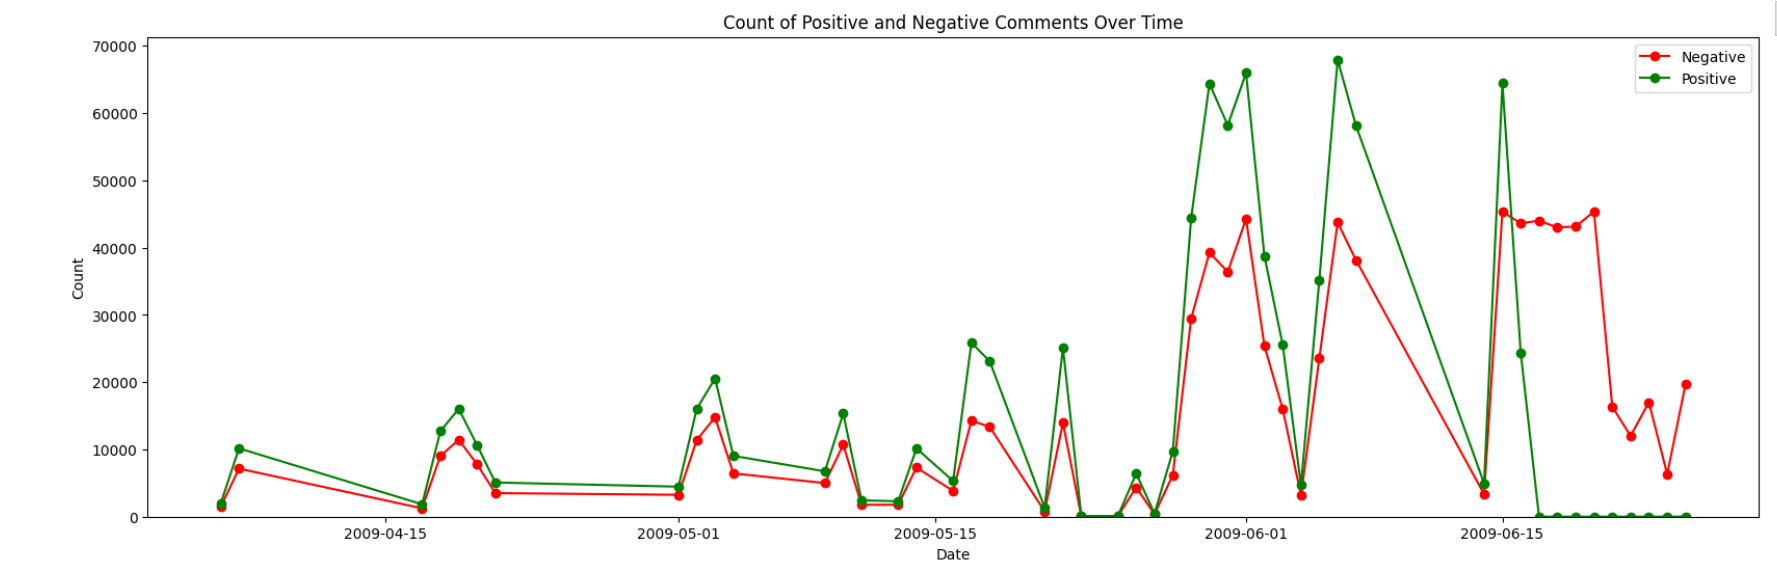 Count of Positive and Negative Comments Over Time
70000
60000
50000
40000
30000
20000
10000
0
Count
Negative
Positive
2009-04-15
2009-05-01
2009-05-15
2009-06-01
2009-06-15
Date